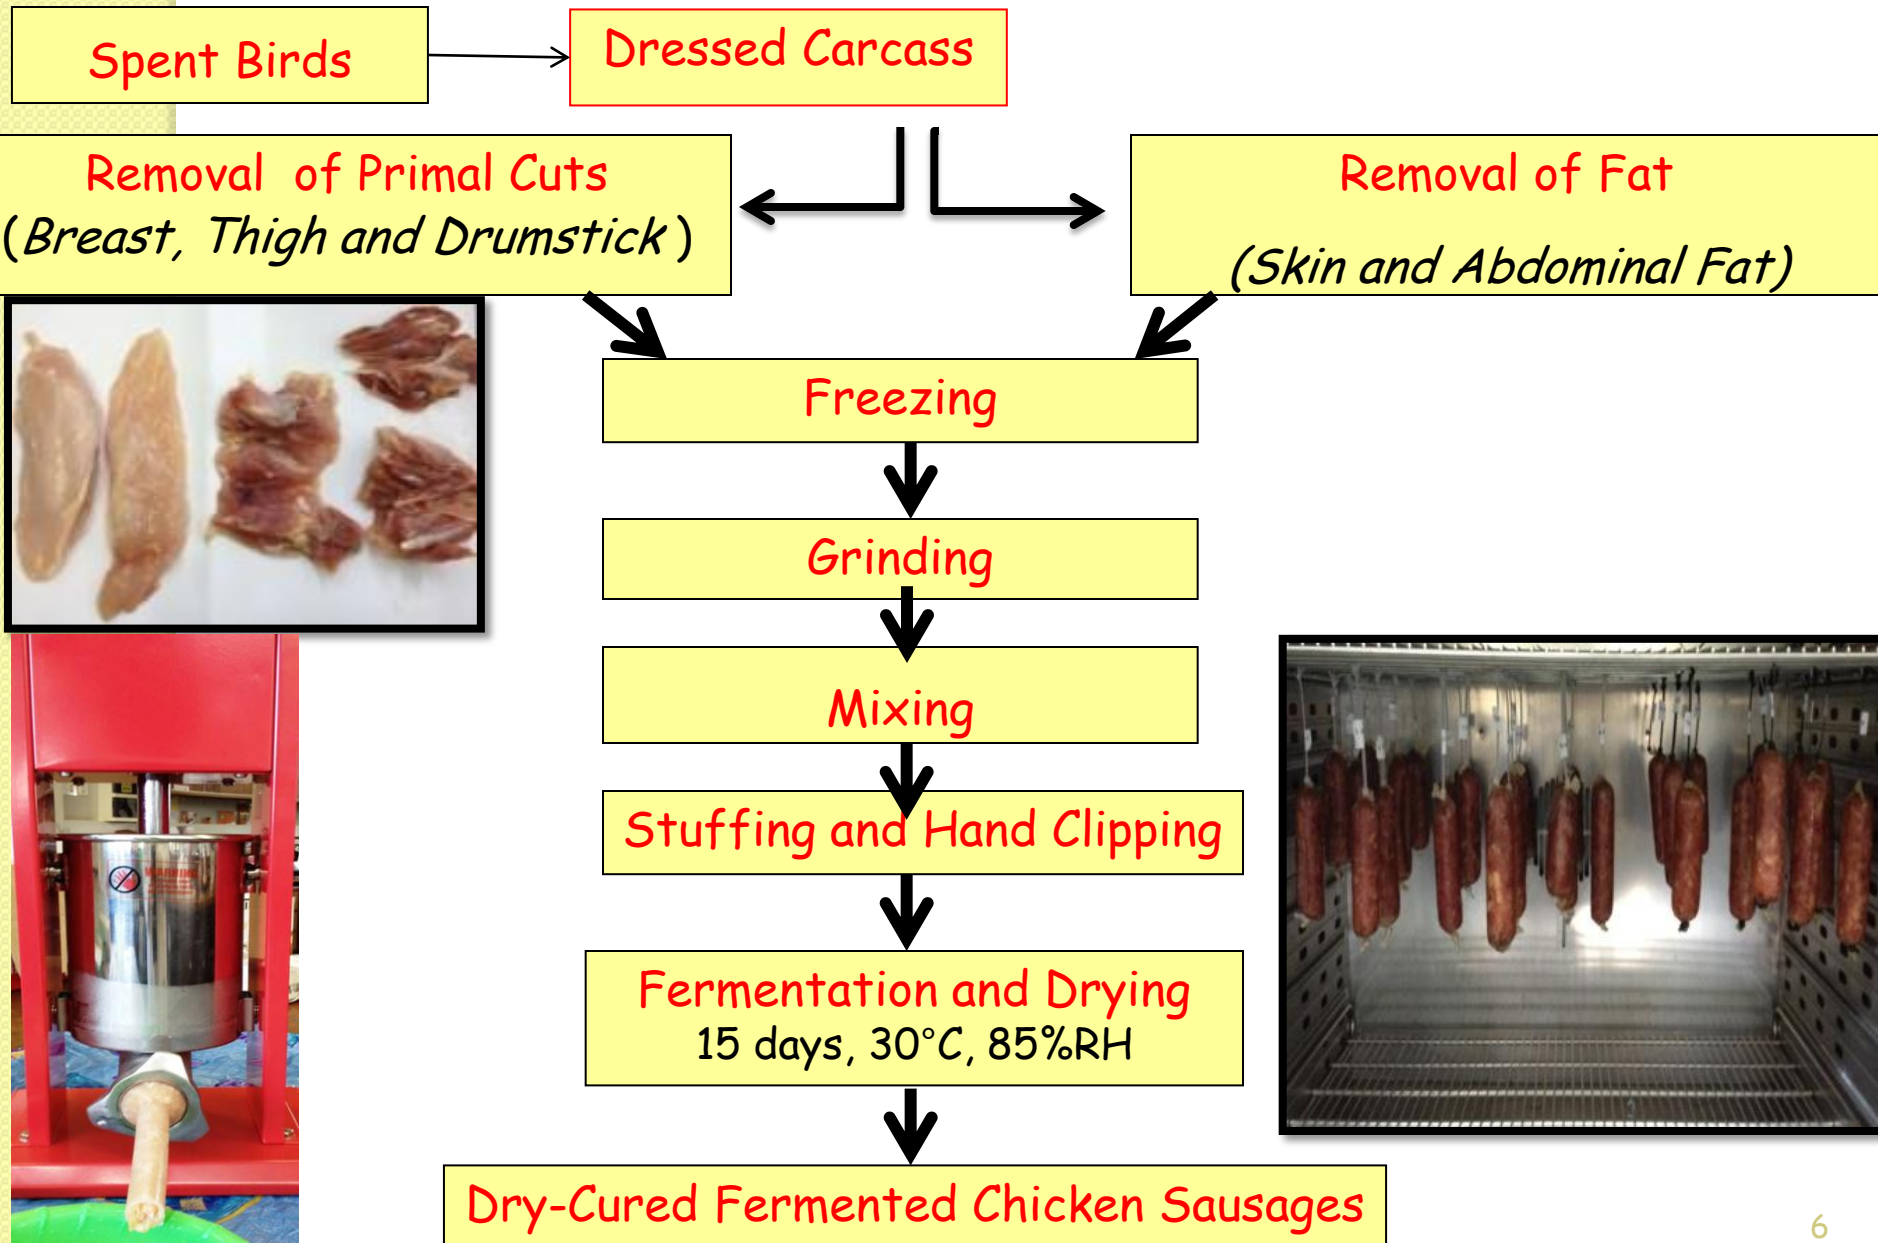 Spent Birds
Dressed Carcass
Removal of Primal Cuts
(Breast, Thigh and Drumstick )
Removal of Fat
(Skin and Abdominal Fat)
Freezing
Grinding
Mixing
Stuffing and Hand Clipping
WARNING
Fermentation and Drying
15 days, 30°C, 85%RH
Dry-Cured Fermented Chicken Sausages
6